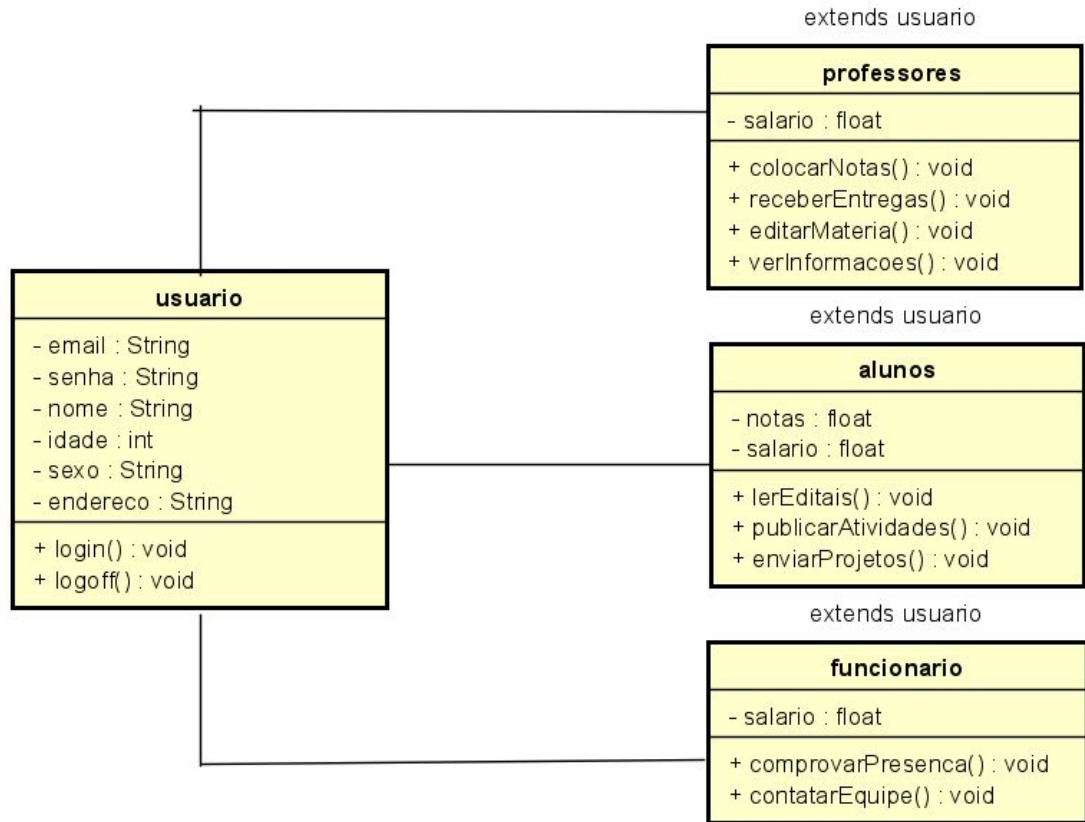 extends usuario
professores
- salario : float
+ colocarNotas() : void
+ receberEntregas() : void
+ editarMateria() : void
+ verInformacoes() : void
usuario
- email : String
- senha : String
- nome : String
- idade : int
- sexo : String
- endereco : String
+ login() : void
+ logoff() : void
extends usuario
alunos
- notas : float
- salario : float
+ lerEditais() : void
+ publicarAtividades() : void
+ enviarProjetos() : void
extends usuario
funcionario
- salario : float
+ comprovarPresenca() : void
+ contatarEquipe() : void